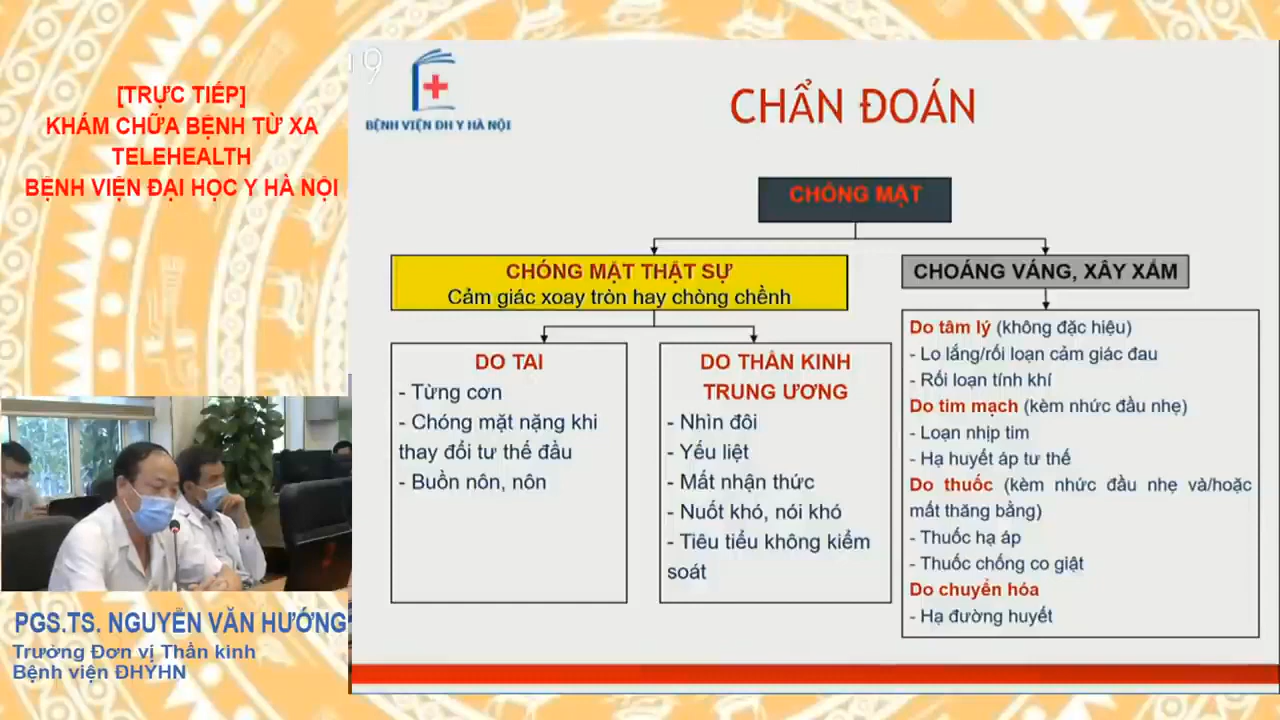 [TRỰC TIẾP]
KHÁM CHỮA BỆNH TỪ XA
TELEHEALTH
BỆNH VIỆN ĐẠI HỌC Y HÀ NỘI
19
BỆNH VIỆN ĐH Y HÀ NỘI
CHẨN ĐOÁN
CHÓNG MẶT
CHÓNG MẶT THẬT SỰ
Cảm giác xoay tròn hay chòng chềnh
CHOÁNG VÁNG, XÂY XẨM
DO TAI
- Từng cơn
- Chóng mặt nặng khi
thay đổi tư thế đầu
- Buồn nôn, nôn
DO THẦN KINH
TRUNG ƯƠNG
- Nhìn đôi
- Yếu liệt
- Mất nhận thức
- Nuốt khó, nói khó
- Tiêu tiểu không kiểm
soát
Do tâm lý (không đặc hiệu)
- Lo lắng/rối loạn cảm giác đau
- Rối loạn tính khí
Do tim mạch (kèm nhức đầu nhẹ)
- Loạn nhịp tim
- Hạ huyết áp tư thế
Do thuốc (kèm nhức đầu nhẹ và/hoặc
mất thăng bằng)
- Thuốc hạ áp
- Thuốc chống co giật
Do chuyển hóa
- Hạ đường huyết
PGS.TS. NGUYỄN VĂN HƯỚNG
Trưởng Đơn vị Thần kinh
Bệnh viện ĐHYHN